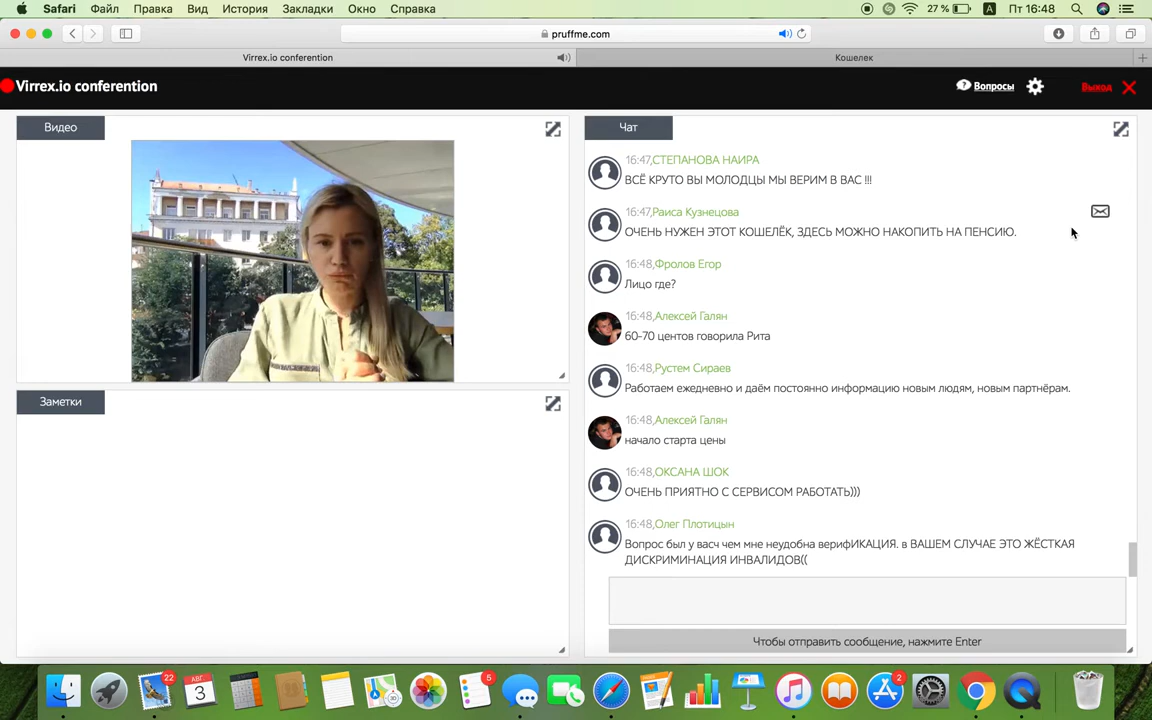 Safari Файл Правка Вид История Закладки Окно Справка 27 % A Пт 16:48
pruffme.com
Virrex.io conferention Кошелек
Virrex.io conferention Вопросы Выход
Видео
Чат
16:47,СТЕПАНОВА НАИРА
ВСЁ КРУТО ВЫ МОЛОДЦЫ МЫ ВЕРИМ В ВАС !!!
16:47,Раиса Кузнецова
ОЧЕНЬ НУЖЕН ЭТОТ КОШЕЛЁК, ЗДЕСЬ МОЖНО НАКОПИТЬ НА ПЕНСИЮ.
16:48,Фролов Егор
Лицо где?
16:48,Алексей Галян
60-70 центов говорила Рита
16:48,Рустем Сираев
Работаем ежедневно и даём постоянно информацию новым людям, новым партнёрам.
16:48,Алексей Галян
начало старта цены
16:48,ОКСАНА ШОК
ОЧЕНЬ ПРИЯТНО С СЕРВИСОМ РАБОТАТЬ)))
16:48,Олег Плотицын
Вопрос был у васч чем мне неудобна верифИКАЦИЯ. в ВАШЕМ СЛУЧАЕ ЭТО ЖЁСТКАЯ
ДИСКРИМИНАЦИЯ ИНВАЛИДОВ((
Чтобы отправить сообщение, нажмите Enter
Заметки
22
АВГ.
3
5
2